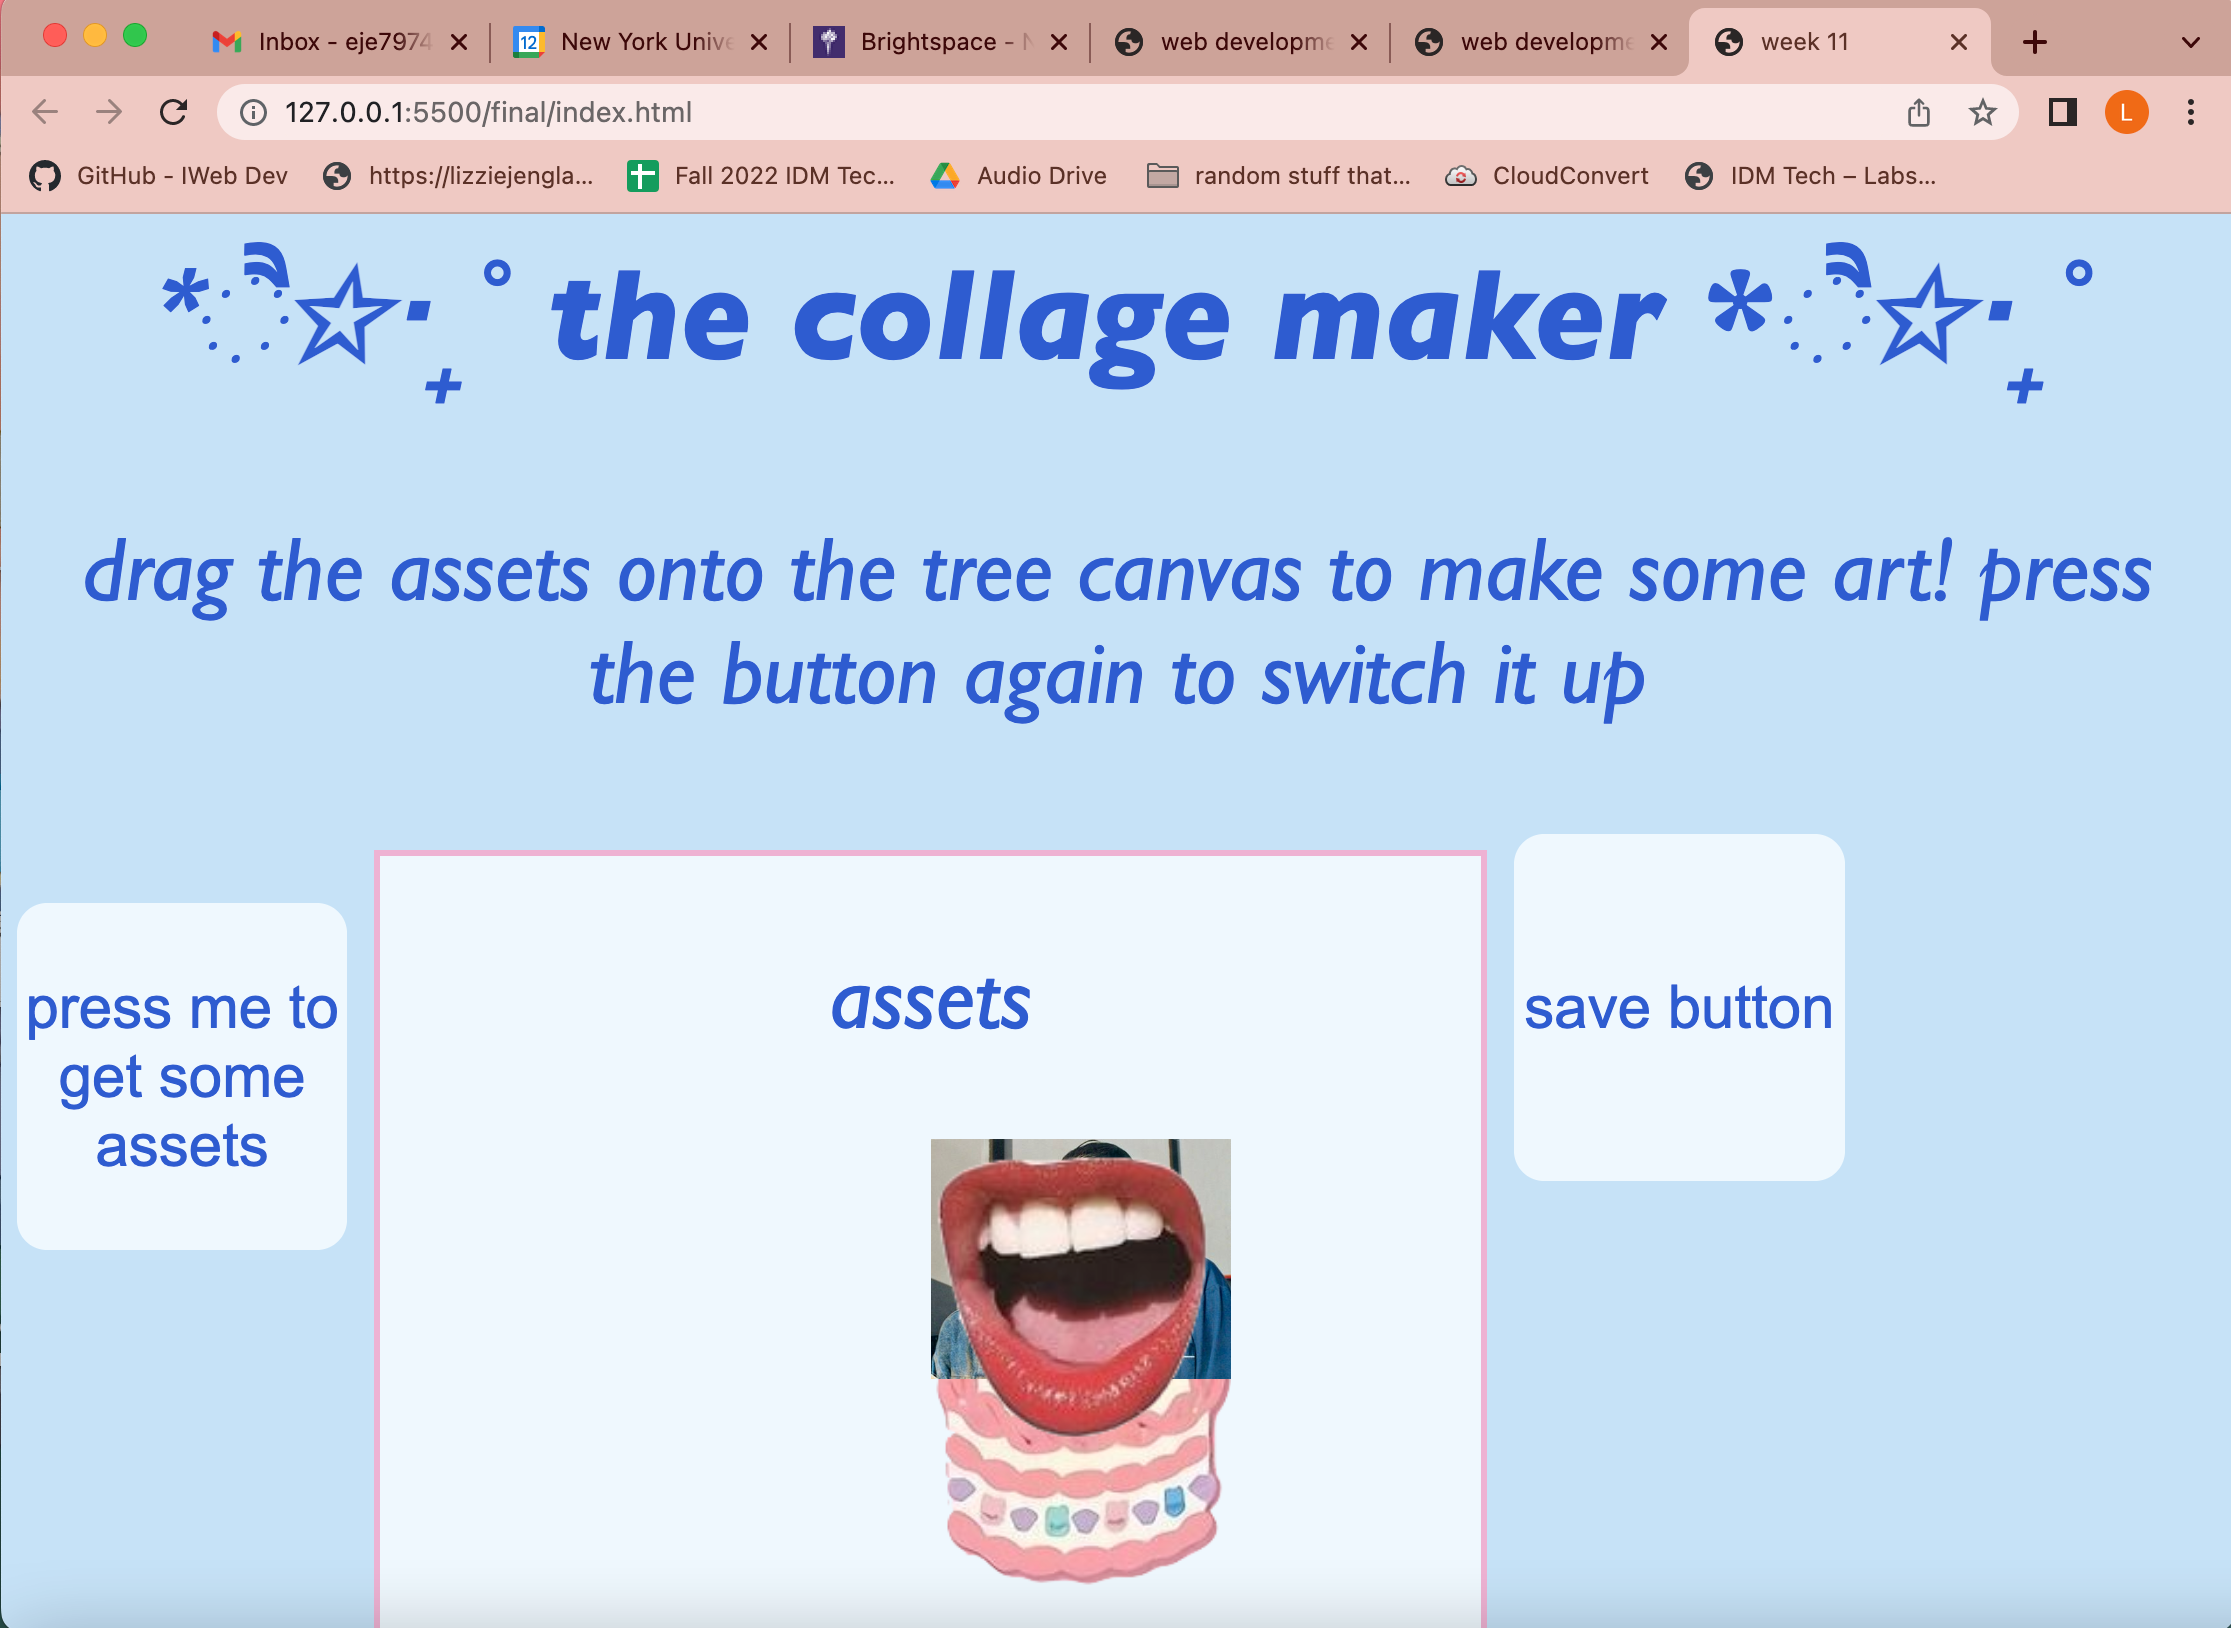 Inbox - eje7974
12
New York Unive
Brightspace - N
web developme
web developme
week 11
127.0.0.1:5500/final/index.html
L
GitHub - IWeb Dev
https://lizziejengla...
Fall 2022 IDM Tec...
Audio Drive
random stuff that...
CloudConvert
IDM Tech – Labs...
*ੈ☆‧₊˚ the collage maker *ੈ☆‧₊˚
drag the assets onto the tree canvas to make some art! press
the button again to switch it up
press me to
get some
assets
assets
save button